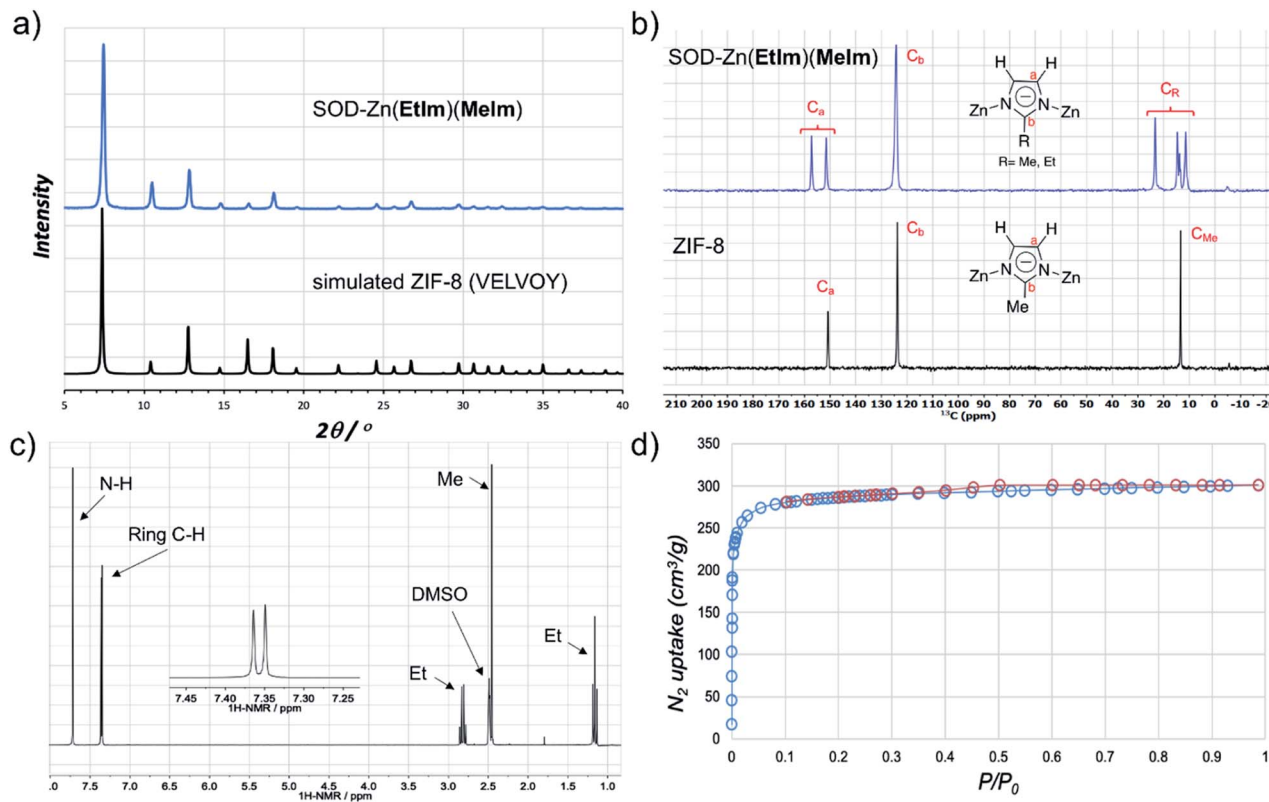 a)
SOD-Zn(EtIm)(MeIm)
simulated ZIF-8 (VELVOY)
Intensity
5 10 15 20 25 30 35 40
2θ/ °
b)
SOD-Zn(EtIm)(MeIm)
Cb
Ca
CR
H H
a
Zn N N Zn
b
R
R= Me, Et
ZIF-8
Cb
Ca
CMe
H H
a
Zn N N Zn
b
Me
210 200 190 180 170 160 150 140 130 120 110 100 90 80 70 60 50 40 30 20 10 0 -10 -20
13C (ppm)
c)
N-H
Ring C-H
Me
DMSO
Et
Et
7.45 7.40 7.35 7.30 7.25
1H-NMR / ppm
8.0 7.5 7.0 6.5 6.0 5.5 5.0 4.5 4.0 3.5 3.0 2.5 2.0 1.5 1.0
1H-NMR / ppm
d)
N2 uptake (cm3/g)
350
300
250
200
150
100
50
0
0 0.1 0.2 0.3 0.4 0.5 0.6 0.7 0.8 0.9 1
P/P0